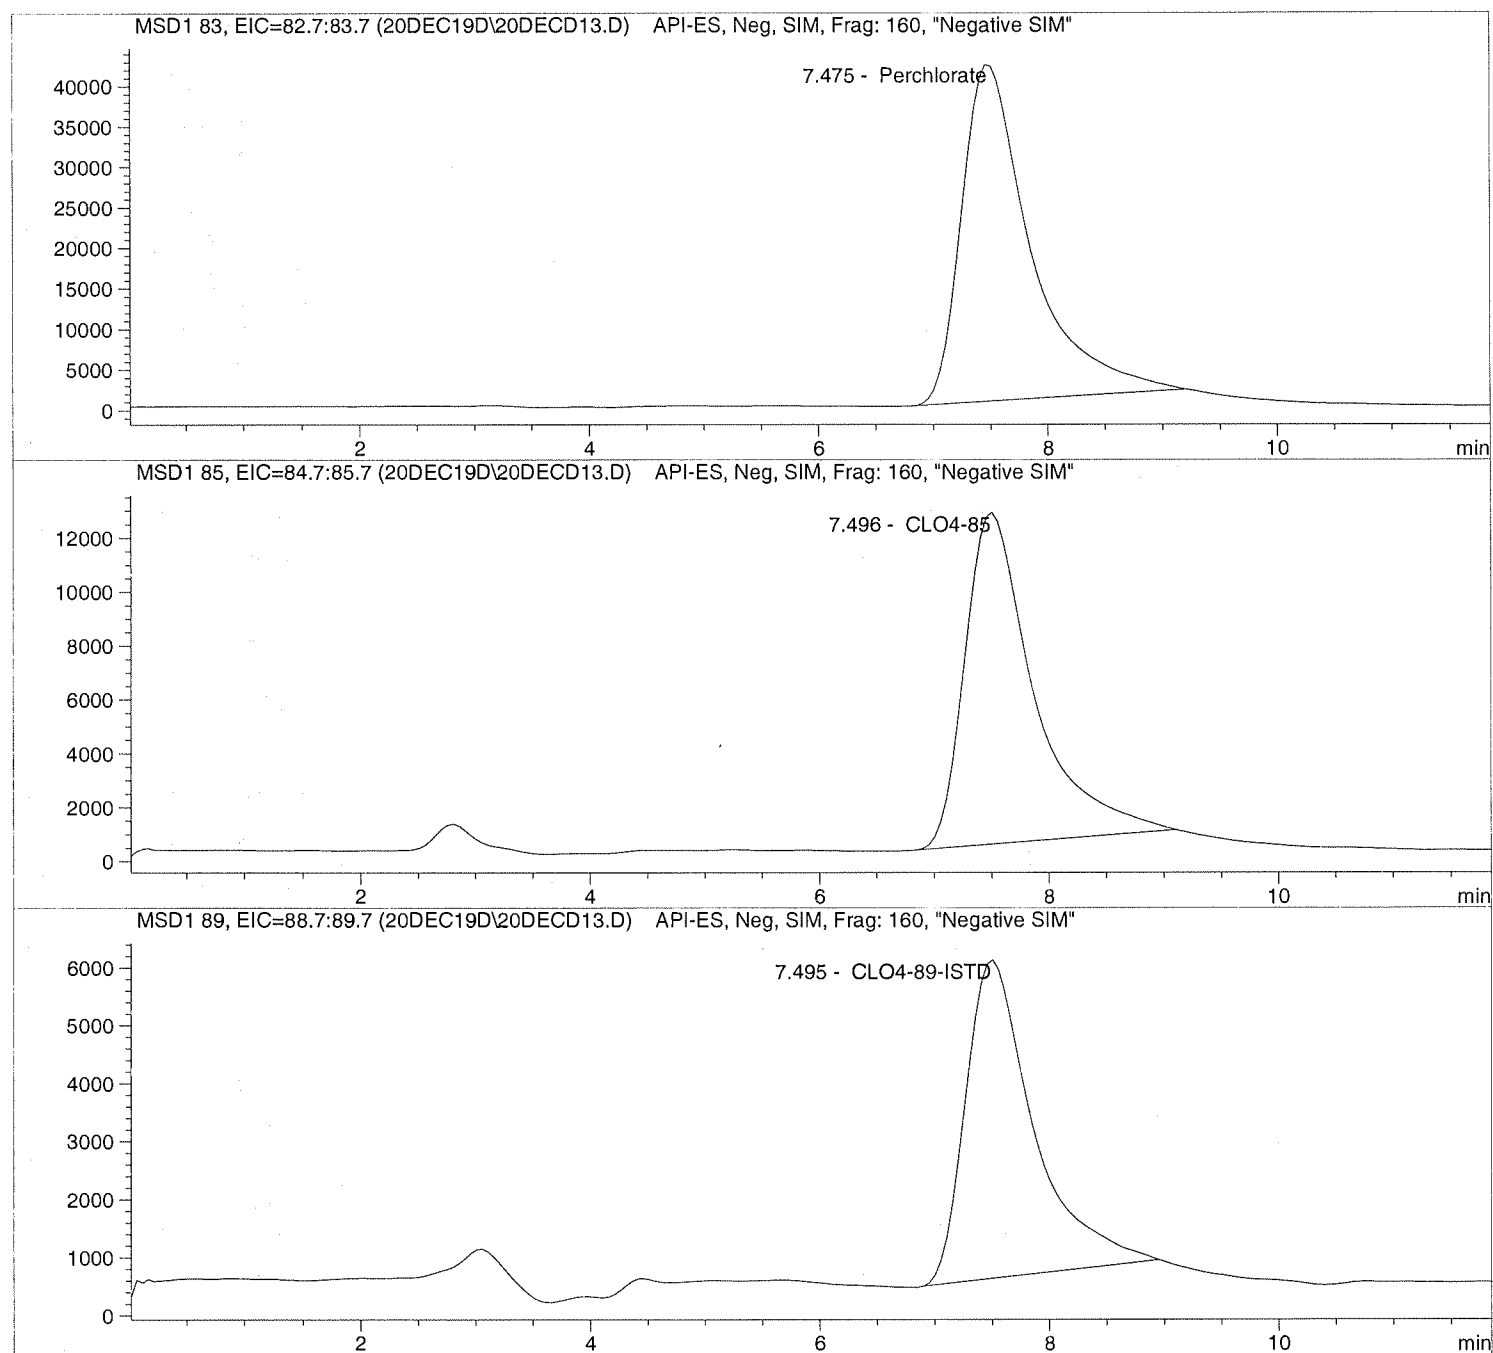 MSD1 83, EIC=82.7:83.7 (20DEC19D\20DECD13.D) API-ES, Neg, SIM, Frag: 160, "Negative SIM"
7.475 - Perchlorate
40000
35000
30000
25000
20000
15000
10000
5000
0
2 4 6 8 10 min
MSD1 85, EIC=84.7:85.7 (20DEC19D\20DECD13.D) API-ES, Neg, SIM, Frag: 160, "Negative SIM"
7.496 - CLO4-85
12000
10000
8000
6000
4000
2000
0
2 4 6 8 10 min
MSD1 89, EIC=88.7:89.7 (20DEC19D\20DECD13.D) API-ES, Neg, SIM, Frag: 160, "Negative SIM"
7.495 - CLO4-89-ISTD
6000
5000
4000
3000
2000
1000
0
2 4 6 8 10 min